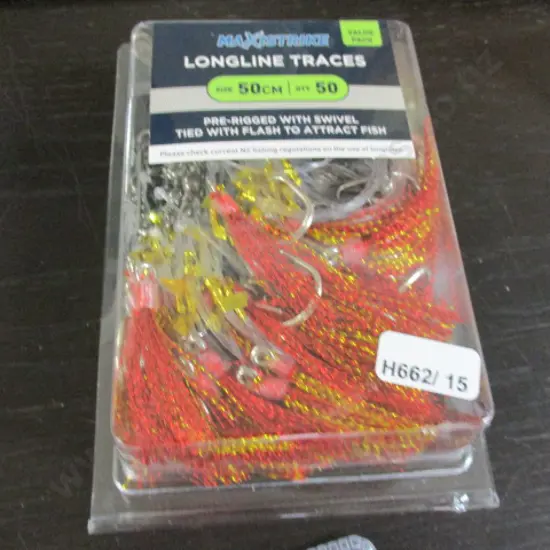 MAXISTRIKE
VALUE
PACK
LONGLINE TRACES
SIZE 50CM QTY 50
PRE-RIGGED WITH SWIVEL
TIED WITH FLASH TO ATTRACT FISH
Please check current NZ fishing regulations on the use of longlines
H662/ 15